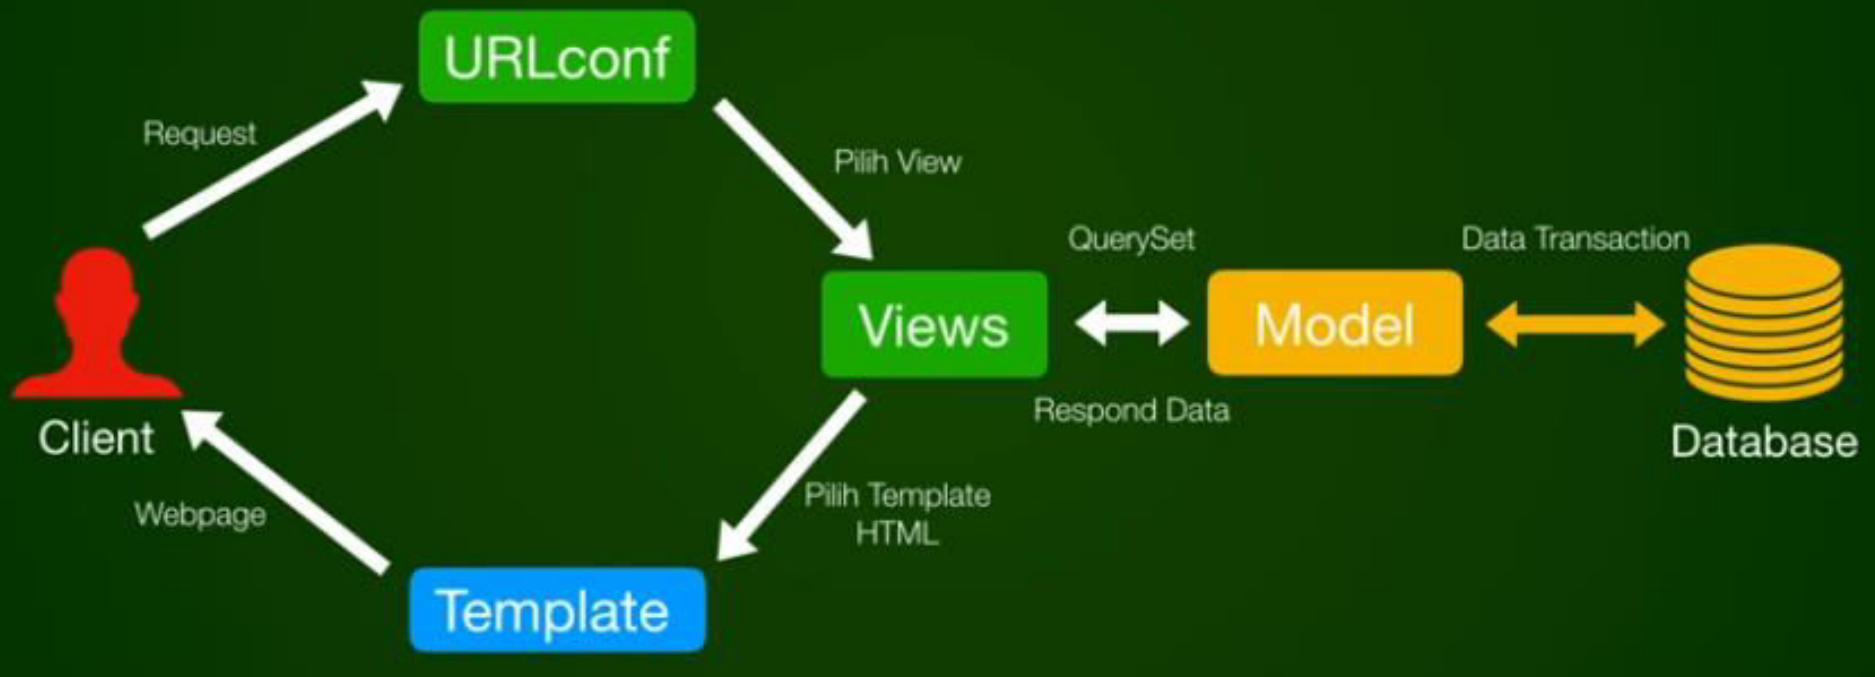 URLconf
Request
Pilih View
QuerySet
Data Transaction
Views
Model
Respond Data
Client
Database
Pilih Template
HTML
Webpage
Template